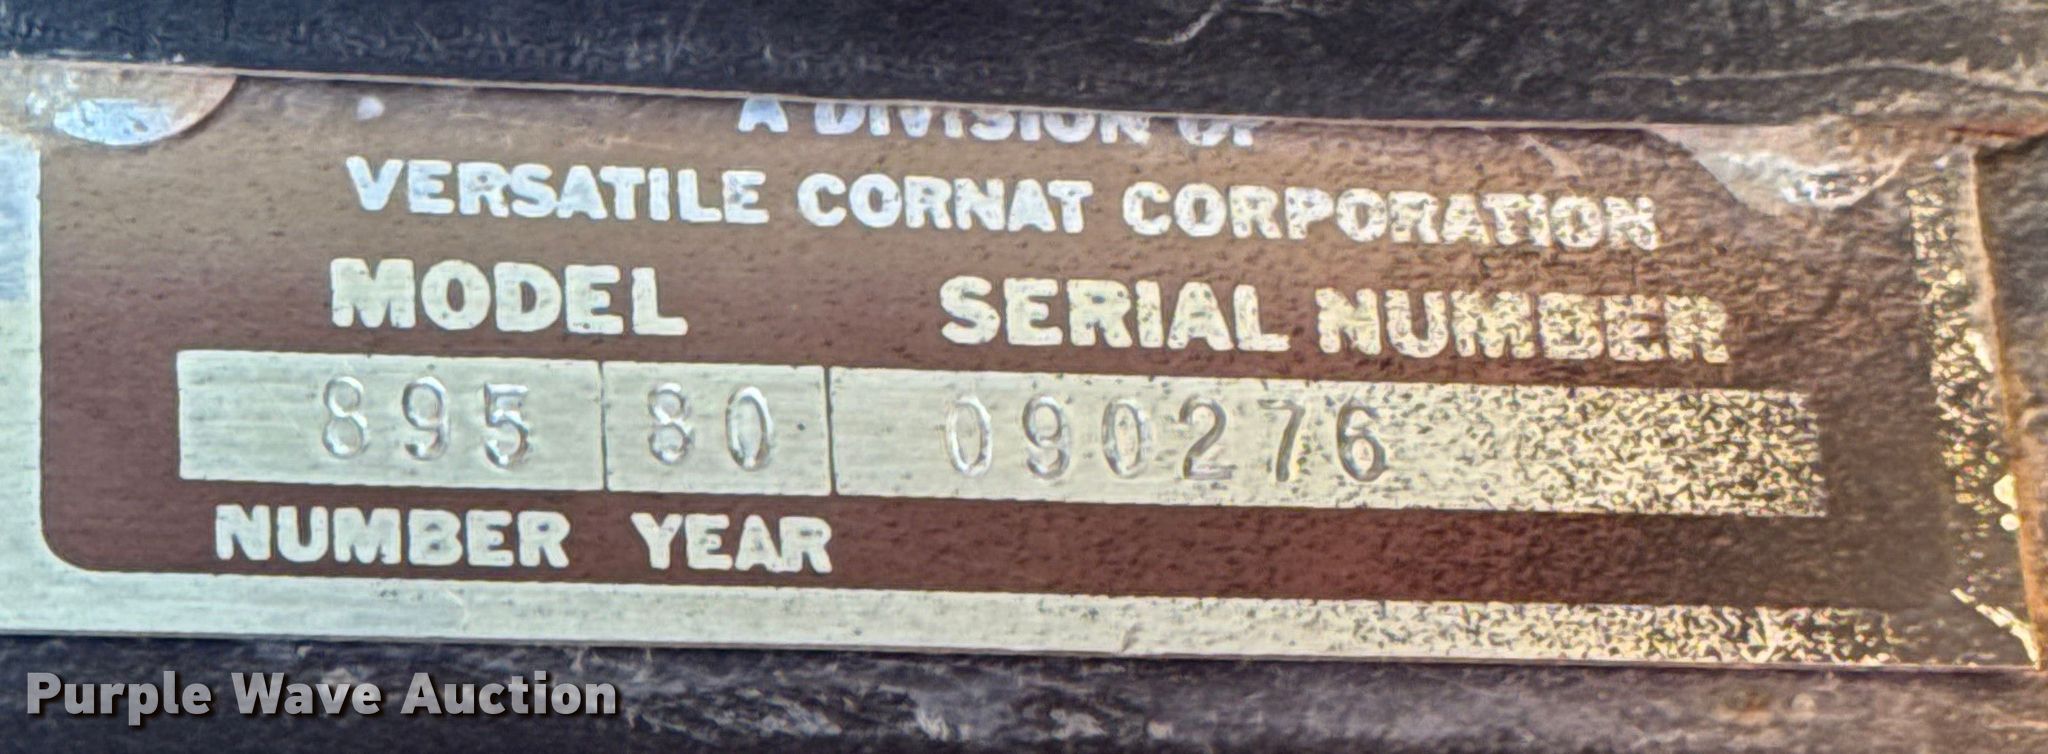 A DIVISION OF
VERSATILE CORNAT CORPORATION
MODEL SERIAL NUMBER
895 80 090276
NUMBER YEAR
Purple Wave Auction